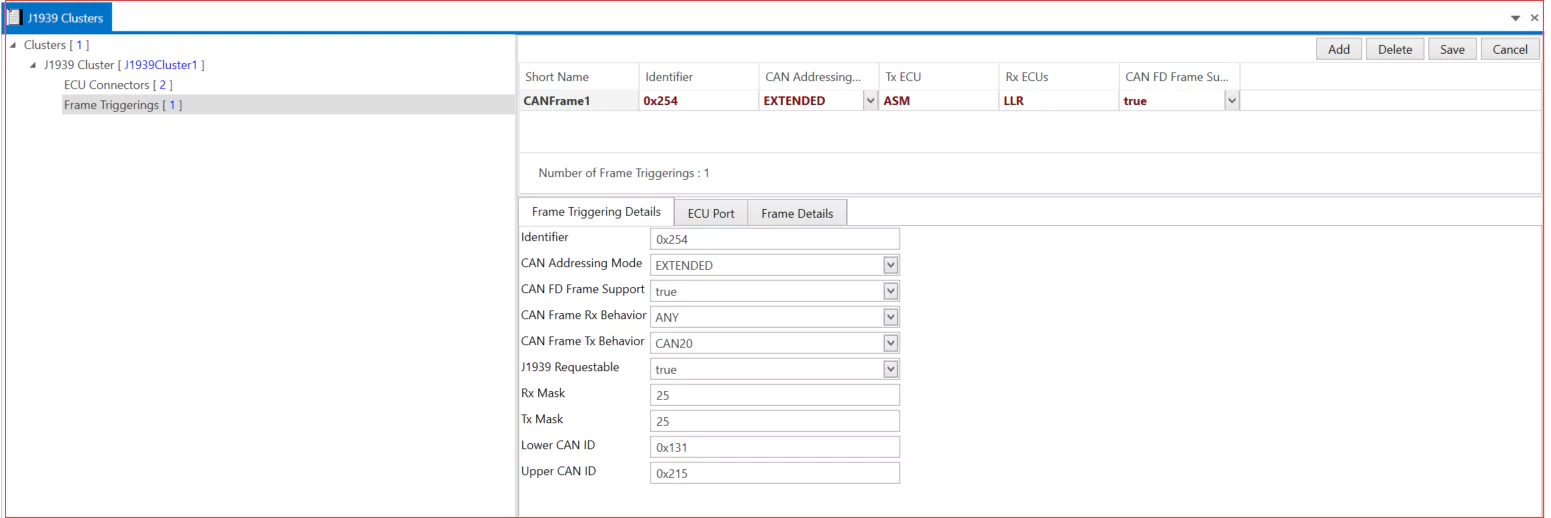 J1939 Clusters
Clusters [ 1 ]
J1939 Cluster [ J1939Cluster1 ]
ECU Connectors [ 2 ]
Frame Triggerings [ 1 ]
Add Delete Save Cancel
Short Name Identifier CAN Addressing... Tx ECU Rx ECUs CAN FD Frame Su...
CANFrame1 0x254 EXTENDED ASM LLR true
Number of Frame Triggerings : 1
Frame Triggering Details ECU Port Frame Details
Identifier 0x254
CAN Addressing Mode EXTENDED
CAN FD Frame Support true
CAN Frame Rx Behavior ANY
CAN Frame Tx Behavior CAN20
J1939 Requestable true
Rx Mask 25
Tx Mask 25
Lower CAN ID 0x131
Upper CAN ID 0x215